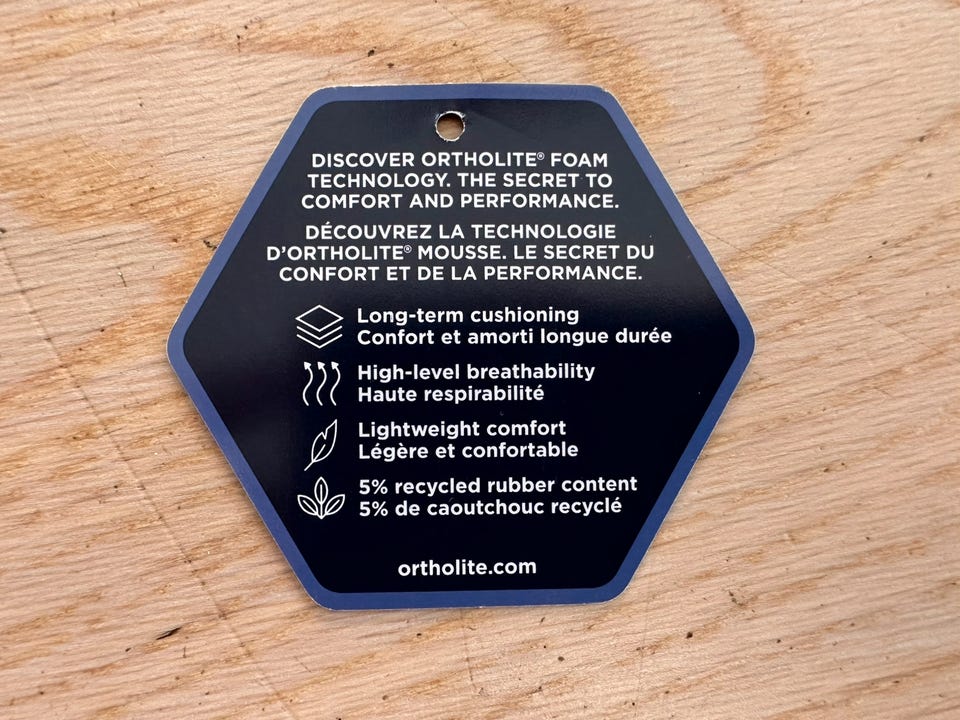 DISCOVER ORTHOLITE® FOAM
TECHNOLOGY. THE SECRET TO
COMFORT AND PERFORMANCE.
DÉCOUVREZ LA TECHNOLOGIE
D'ORTHOLITE® MOUSSE. LE SECRET DU
CONFORT ET DE LA PERFORMANCE.
Long-term cushioning
Confort et amorti longue durée
High-level breathability
Haute respirabilité
Lightweight comfort
Légère et confortable
5% recycled rubber content
5% de caoutchouc recyclé
ortholite.com